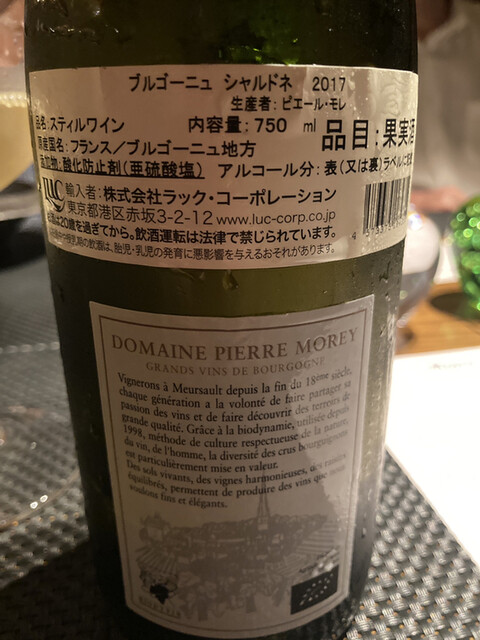 ブルゴーニュ シャルドネ 2017
生産者：ピエール・モレ
品名：スティルワイン 内容量：750 ml 品目：果実酒
原産国名：フランス／ブルゴーニュ地方
添加物：酸化防止剤（亜硫酸塩） アルコール分：表（又は裏）ラベルに記載
LUC 輸入者：株式会社ラック・コーポレーション
東京都港区赤坂3-2-12 www.luc-corp.co.jp
お酒は20歳を過ぎてから。飲酒運転は法律で禁じられています。
妊娠中や授乳期の飲酒は、胎児・乳児の発育に悪影響を与えるおそれがあります。
DOMAINE PIERRE MOREY
GRANDS VINS DE BOURGOGNE
Vignerons à Meursault depuis la fin du 18ème siècle,
chaque génération a la volonté de faire partager sa
passion des vins et de faire découvrir des terroirs de
grande qualité. Grâce à la biodynamie, utilisée depuis
1998, méthode de culture respectueuse de la nature,
du vin, de l'homme, la diversité des crus bourguignons
est particulièrement mise en valeur.
Des sols vivants, des vignes harmonieuses, aux raisins
équilibrés, permettent de produire des vins que nous
voulons fins et élégants.